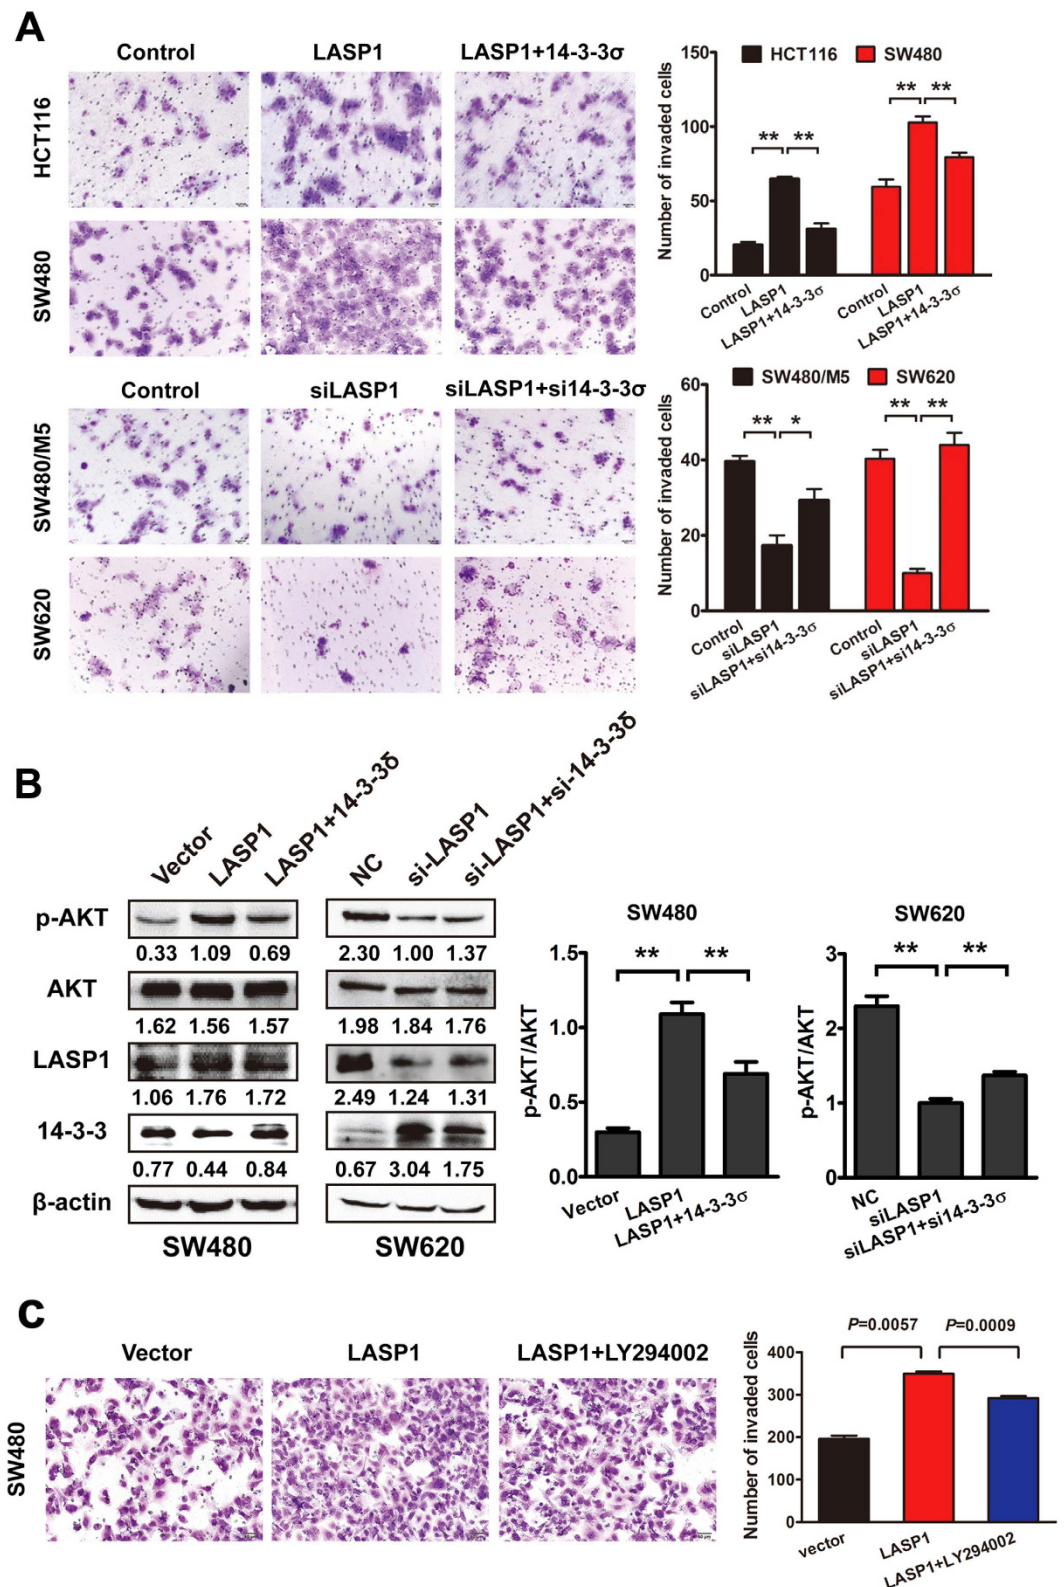 A
Control LASP1 LASP1+14-3-3σ
HCT116
SW480
HCT116 SW480
Number of invaded cells
150
100
50
0
** ** ** **
Control
LASP1
LASP1+14-3-3σ
Control
LASP1
LASP1+14-3-3σ
Control siLASP1 siLASP1+si14-3-3σ
SW480/M5
SW620
SW480/M5 SW620
Number of invaded cells
60
40
20
0
** * ** **
Control
siLASP1
siLASP1+si14-3-3σ
Control
siLASP1
siLASP1+si14-3-3σ
B
Vector
LASP1
LASP1+14-3-3δ
NC
si-LASP1
si-LASP1+si-14-3-3δ
p-AKT
0.33 1.09 0.69 2.30 1.00 1.37
AKT
1.62 1.56 1.57 1.98 1.84 1.76
LASP1
1.06 1.76 1.72 2.49 1.24 1.31
14-3-3
0.77 0.44 0.84 0.67 3.04 1.75
β-actin
SW480 SW620
SW480
p-AKT/AKT
1.5
1.0
0.5
0.0
** **
Vector
LASP1
LASP1+14-3-3σ
SW620
p-AKT/AKT
3
2
1
0
** **
NC
siLASP1
siLASP1+si14-3-3σ
C
Vector LASP1 LASP1+LY294002
SW480
P=0.0057 P=0.0009
Number of invaded cells
400
300
200
100
0
vector
LASP1
LASP1+LY294002